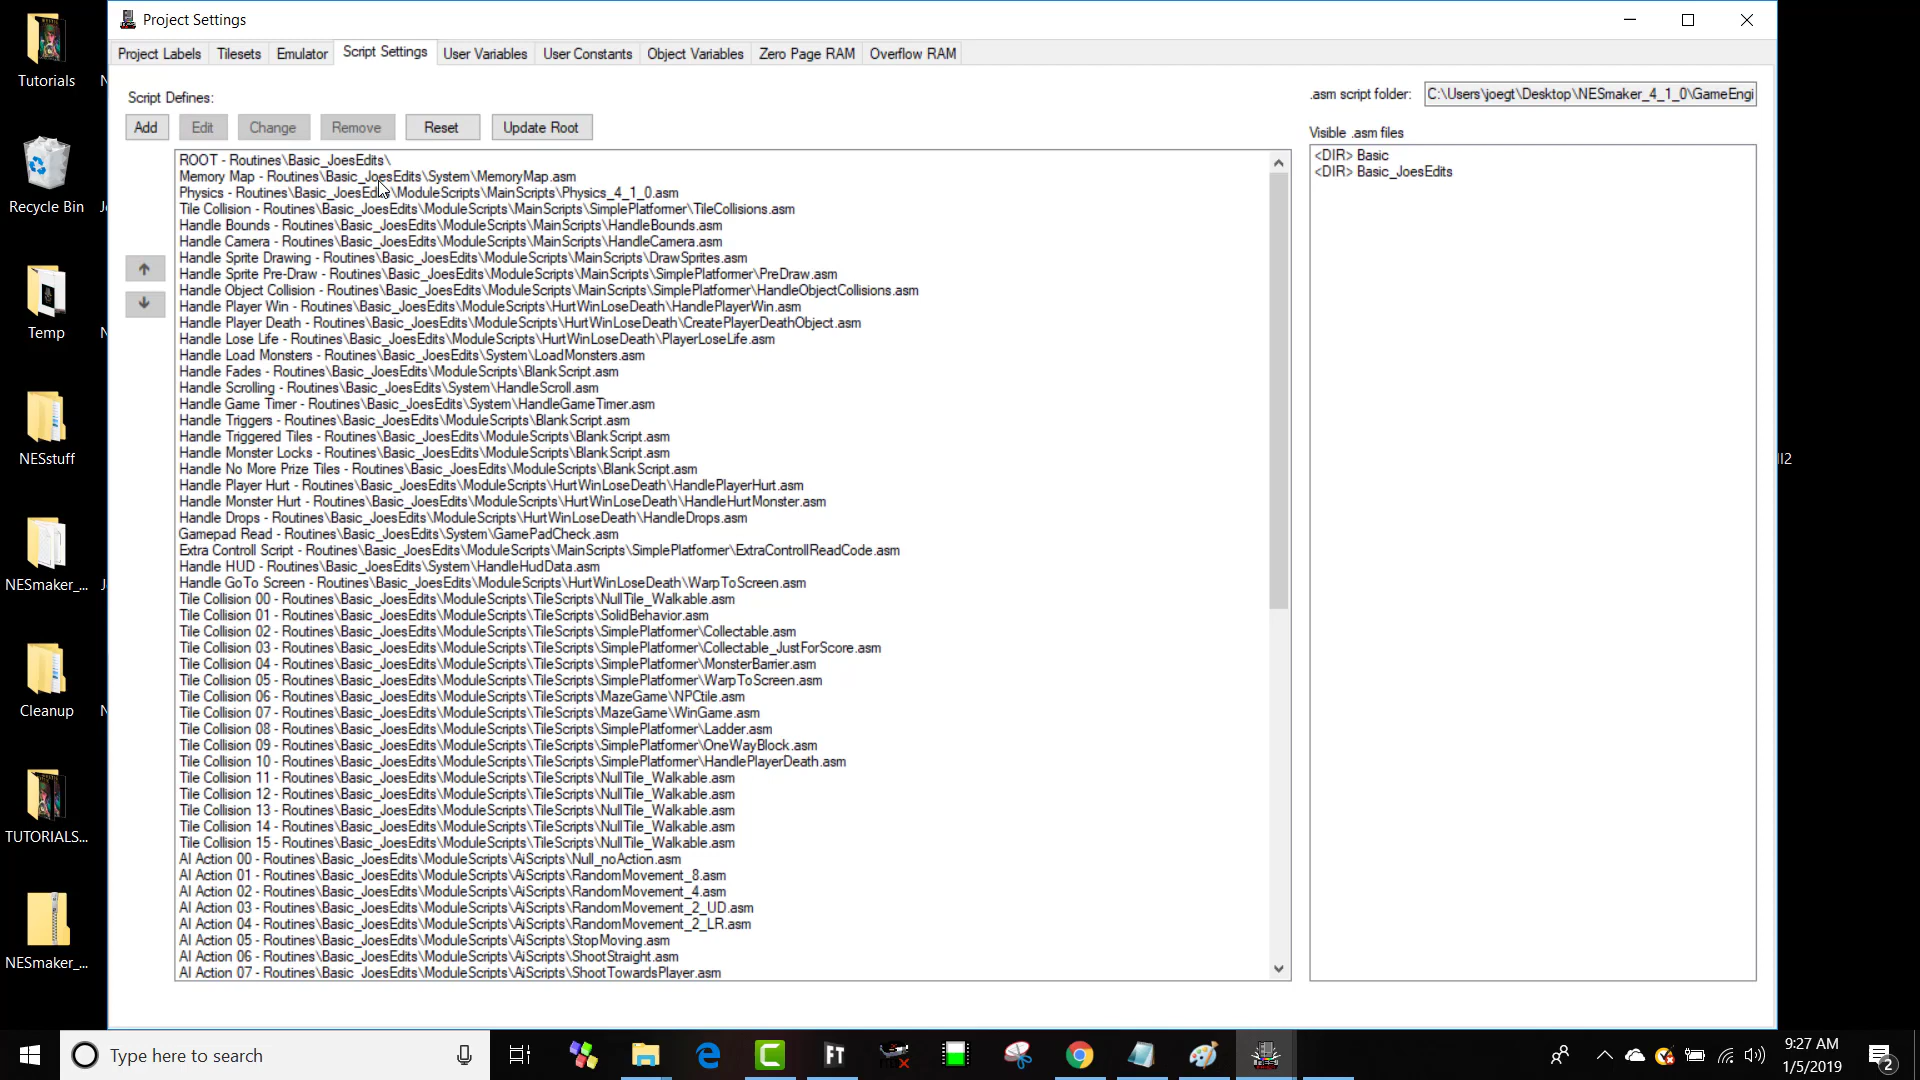 Project Settings
Project Labels Tilesets Emulator Script Settings User Variables User Constants Object Variables Zero Page RAM Overflow RAM
Script Defines:
.asm script folder: C:\Users\joegt\Desktop\NESmaker_4_1_0\GameEngi
Add Edit Change Remove Reset Update Root
Visible .asm files
<DIR> Basic
<DIR> Basic_JoesEdits
ROOT - Routines\Basic_JoesEdits\
Memory Map - Routines\Basic_JoesEdits\System\MemoryMap.asm
Physics - Routines\Basic_JoesEdits\ModuleScripts\MainScripts\Physics_4_1_0.asm
Tile Collision - Routines\Basic_JoesEdits\ModuleScripts\MainScripts\SimplePlatformer\TileCollisions.asm
Handle Bounds - Routines\Basic_JoesEdits\ModuleScripts\MainScripts\HandleBounds.asm
Handle Camera - Routines\Basic_JoesEdits\ModuleScripts\MainScripts\HandleCamera.asm
Handle Sprite Drawing - Routines\Basic_JoesEdits\ModuleScripts\MainScripts\DrawSprites.asm
Handle Sprite Pre-Draw - Routines\Basic_JoesEdits\ModuleScripts\MainScripts\SimplePlatformer\PreDraw.asm
Handle Object Collision - Routines\Basic_JoesEdits\ModuleScripts\MainScripts\SimplePlatformer\HandleObjectCollisions.asm
Handle Player Win - Routines\Basic_JoesEdits\ModuleScripts\HurtWinLoseDeath\HandlePlayerWin.asm
Handle Player Death - Routines\Basic_JoesEdits\ModuleScripts\HurtWinLoseDeath\CreatePlayerDeathObject.asm
Handle Lose Life - Routines\Basic_JoesEdits\ModuleScripts\HurtWinLoseDeath\PlayerLoseLife.asm
Handle Load Monsters - Routines\Basic_JoesEdits\System\LoadMonsters.asm
Handle Fades - Routines\Basic_JoesEdits\ModuleScripts\BlankScript.asm
Handle Scrolling - Routines\Basic_JoesEdits\System\HandleScroll.asm
Handle Game Timer - Routines\Basic_JoesEdits\System\HandleGameTimer.asm
Handle Triggers - Routines\Basic_JoesEdits\ModuleScripts\BlankScript.asm
Handle Triggered Tiles - Routines\Basic_JoesEdits\ModuleScripts\BlankScript.asm
Handle Monster Locks - Routines\Basic_JoesEdits\ModuleScripts\BlankScript.asm
Handle No More Prize Tiles - Routines\Basic_JoesEdits\ModuleScripts\BlankScript.asm
Handle Player Hurt - Routines\Basic_JoesEdits\ModuleScripts\HurtWinLoseDeath\HandlePlayerHurt.asm
Handle Monster Hurt - Routines\Basic_JoesEdits\ModuleScripts\HurtWinLoseDeath\HandleHurtMonster.asm
Handle Drops - Routines\Basic_JoesEdits\ModuleScripts\HurtWinLoseDeath\HandleDrops.asm
Gamepad Read - Routines\Basic_JoesEdits\System\GamePadCheck.asm
Extra Controll Script - Routines\Basic_JoesEdits\ModuleScripts\MainScripts\SimplePlatformer\ExtraControllReadCode.asm
Handle HUD - Routines\Basic_JoesEdits\System\HandleHudData.asm
Handle GoTo Screen - Routines\Basic_JoesEdits\ModuleScripts\HurtWinLoseDeath\WarpToScreen.asm
Tile Collision 00 - Routines\Basic_JoesEdits\ModuleScripts\TileScripts\NullTile_Walkable.asm
Tile Collision 01 - Routines\Basic_JoesEdits\ModuleScripts\TileScripts\SolidBehavior.asm
Tile Collision 02 - Routines\Basic_JoesEdits\ModuleScripts\TileScripts\SimplePlatformer\Collectable.asm
Tile Collision 03 - Routines\Basic_JoesEdits\ModuleScripts\TileScripts\SimplePlatformer\Collectable_JustForScore.asm
Tile Collision 04 - Routines\Basic_JoesEdits\ModuleScripts\TileScripts\SimplePlatformer\MonsterBarrier.asm
Tile Collision 05 - Routines\Basic_JoesEdits\ModuleScripts\TileScripts\SimplePlatformer\WarpToScreen.asm
Tile Collision 06 - Routines\Basic_JoesEdits\ModuleScripts\TileScripts\MazeGame\NPCtile.asm
Tile Collision 07 - Routines\Basic_JoesEdits\ModuleScripts\TileScripts\MazeGame\WinGame.asm
Tile Collision 08 - Routines\Basic_JoesEdits\ModuleScripts\TileScripts\SimplePlatformer\Ladder.asm
Tile Collision 09 - Routines\Basic_JoesEdits\ModuleScripts\TileScripts\SimplePlatformer\OneWayBlock.asm
Tile Collision 10 - Routines\Basic_JoesEdits\ModuleScripts\TileScripts\SimplePlatformer\HandlePlayerDeath.asm
Tile Collision 11 - Routines\Basic_JoesEdits\ModuleScripts\TileScripts\NullTile_Walkable.asm
Tile Collision 12 - Routines\Basic_JoesEdits\ModuleScripts\TileScripts\NullTile_Walkable.asm
Tile Collision 13 - Routines\Basic_JoesEdits\ModuleScripts\TileScripts\NullTile_Walkable.asm
Tile Collision 14 - Routines\Basic_JoesEdits\ModuleScripts\TileScripts\NullTile_Walkable.asm
Tile Collision 15 - Routines\Basic_JoesEdits\ModuleScripts\TileScripts\NullTile_Walkable.asm
AI Action 00 - Routines\Basic_JoesEdits\ModuleScripts\AiScripts\Null_noAction.asm
AI Action 01 - Routines\Basic_JoesEdits\ModuleScripts\AiScripts\RandomMovement_8.asm
AI Action 02 - Routines\Basic_JoesEdits\ModuleScripts\AiScripts\RandomMovement_4.asm
AI Action 03 - Routines\Basic_JoesEdits\ModuleScripts\AiScripts\RandomMovement_2_UD.asm
AI Action 04 - Routines\Basic_JoesEdits\ModuleScripts\AiScripts\RandomMovement_2_LR.asm
AI Action 05 - Routines\Basic_JoesEdits\ModuleScripts\AiScripts\StopMoving.asm
AI Action 06 - Routines\Basic_JoesEdits\ModuleScripts\AiScripts\ShootStraight.asm
AI Action 07 - Routines\Basic_JoesEdits\ModuleScripts\AiScripts\ShootTowardsPlayer.asm
Tutorials
Recycle Bin
Temp
NESstuff
NESmaker_...
Cleanup
TUTORIALS...
NESmaker_...
Type here to search
FT
9:27 AM
1/5/2019
2